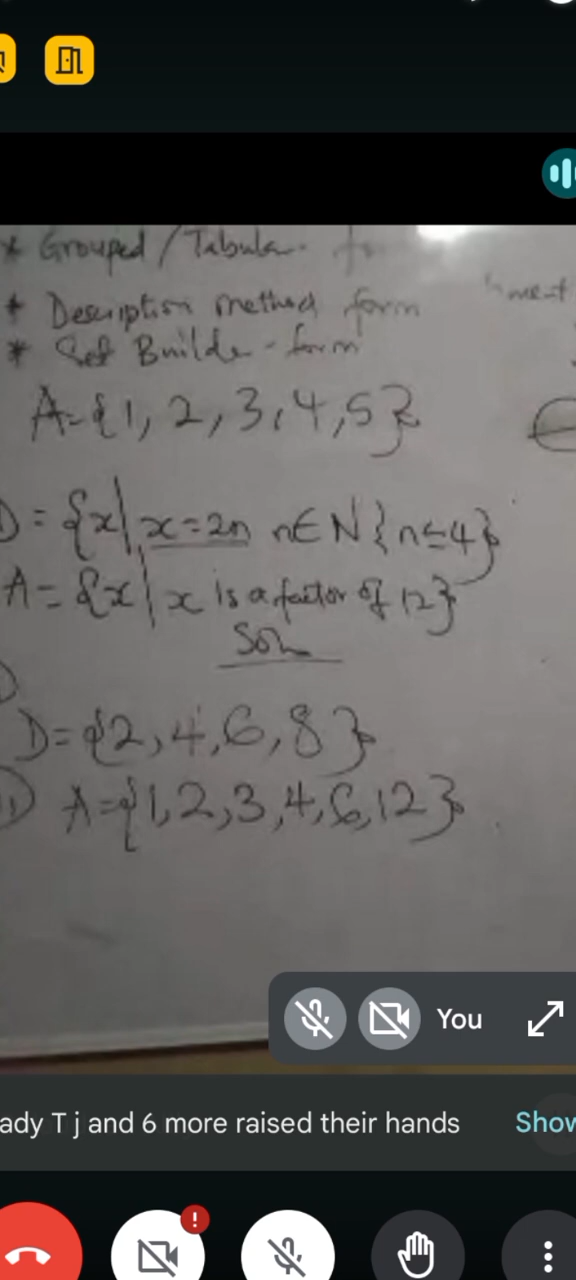 * Grouped / Tabular
* Description method form
ment
* Set Builder-form
A={1, 2, 3, 4, 5}
D = {x| x=2n n∈N {n≤4}
A = {x| x is a factor of 12}
Soln
D={2, 4, 6, 8}
A={1,2,3,4,6,12}
You
ady T j and 6 more raised their hands
Show